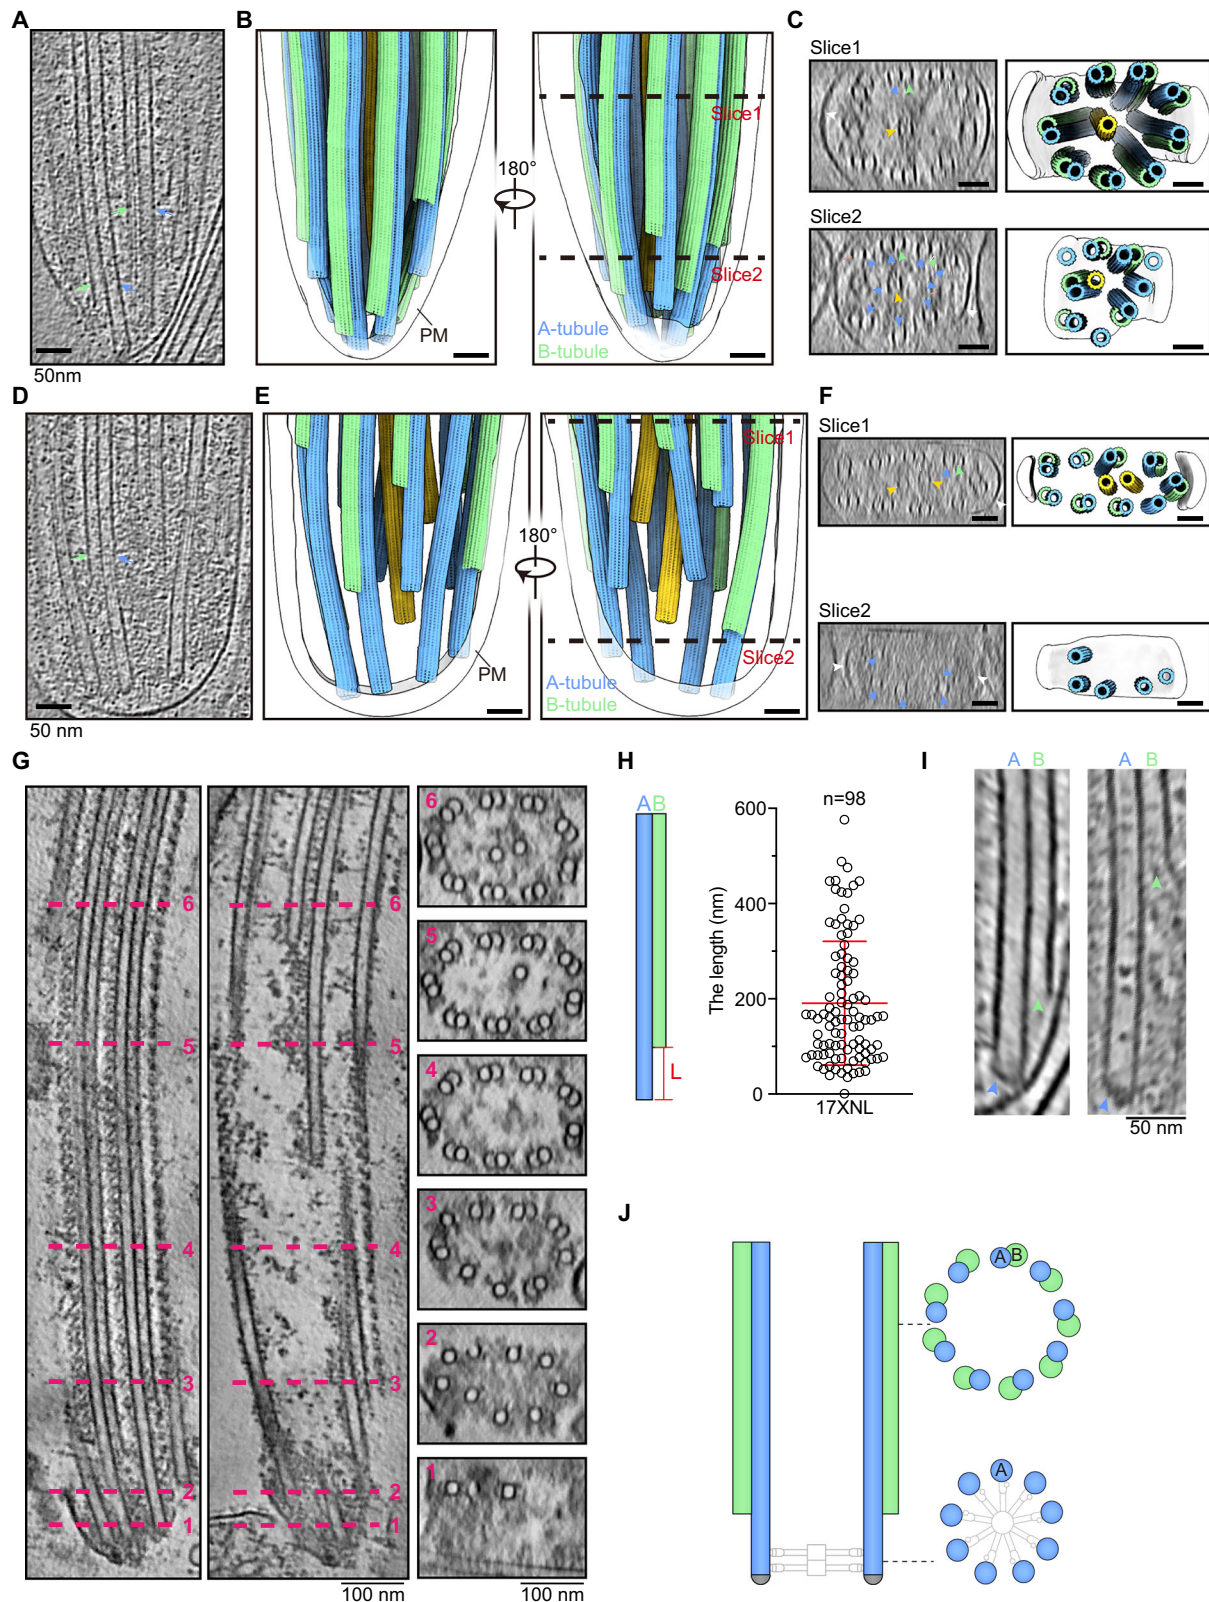 A
B
C
Slice1
Slice1
180°
Slice2
Slice2
PM
A-tubule
B-tubule
50nm
D
E
F
Slice1
Slice1
180°
Slice2
Slice2
PM
A-tubule
B-tubule
50 nm
G
H
I
A B
A B
A B
n=98
600
400
200
0
The length (nm)
17XNL
L
50 nm
6
6
6
5
5
5
4
4
4
3
3
3
2
2
2
1
1
1
100 nm
100 nm
J
A B
A